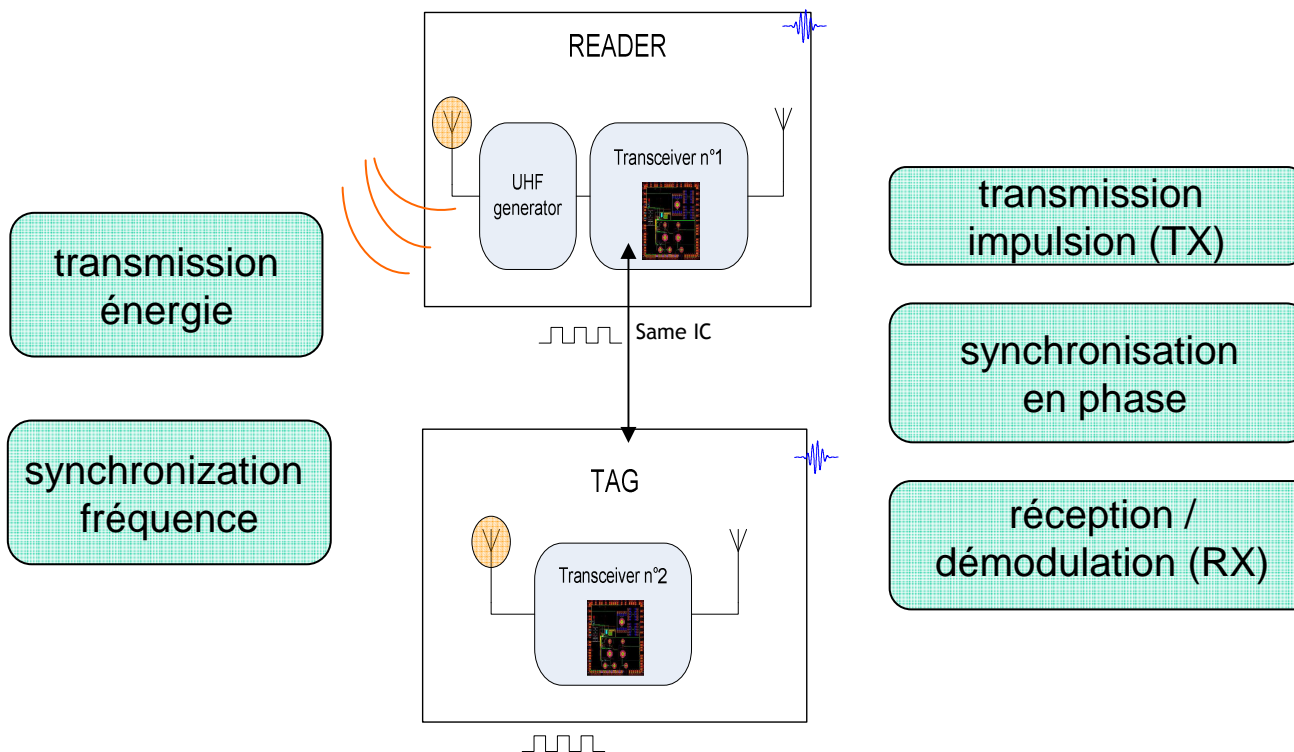 READER
Transceiver n°1
UHF
generator
Same IC
TAG
Transceiver n°2
transmission
énergie
synchronization
fréquence
transmission
impulsion (TX)
synchronisation
en phase
réception /
démodulation (RX)